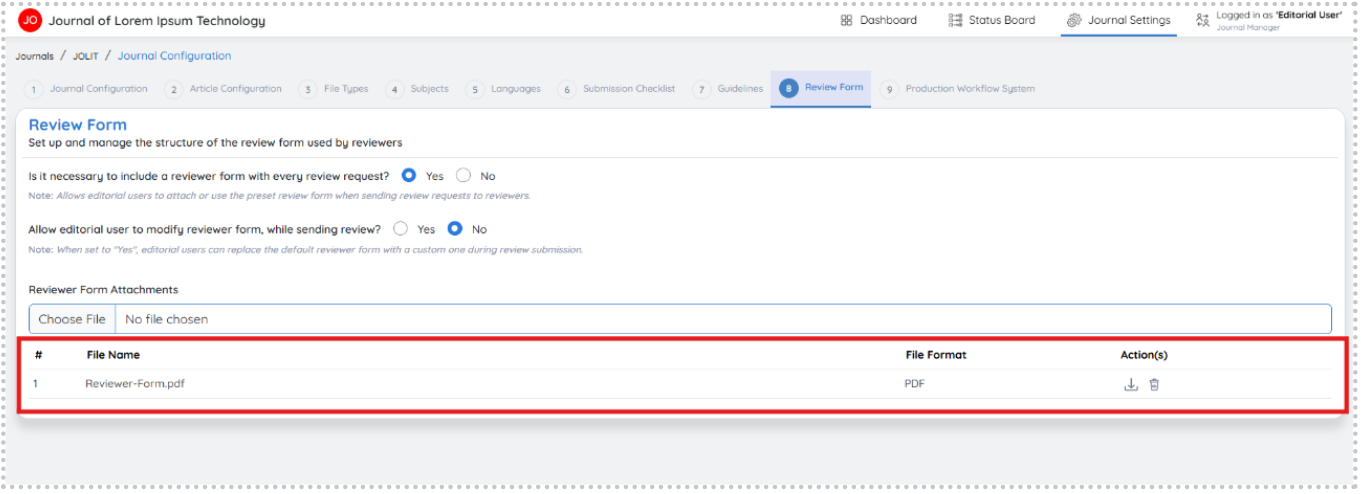 JO Journal of Lorem Ipsum Technology Dashboard Status Board Journal Settings Logged in as 'Editorial User'
Journal Manager
Journals / JOLIT / Journal Configuration
1 Journal Configuration 2 Article Configuration 3 File Types 4 Subjects 5 Languages 6 Submission Checklist 7 Guidelines 8 Review Form 9 Production Workflow System
Review Form
Set up and manage the structure of the review form used by reviewers
Is it necessary to include a reviewer form with every review request? Yes No
Note: Allows editorial users to attach or use the preset review form when sending review requests to reviewers.
Allow editorial user to modify reviewer form, while sending review? Yes No
Note: When set to "Yes", editorial users can replace the default reviewer form with a custom one during review submission.
Reviewer Form Attachments
Choose File No file chosen
# File Name File Format Action(s)
1 Reviewer-Form.pdf PDF